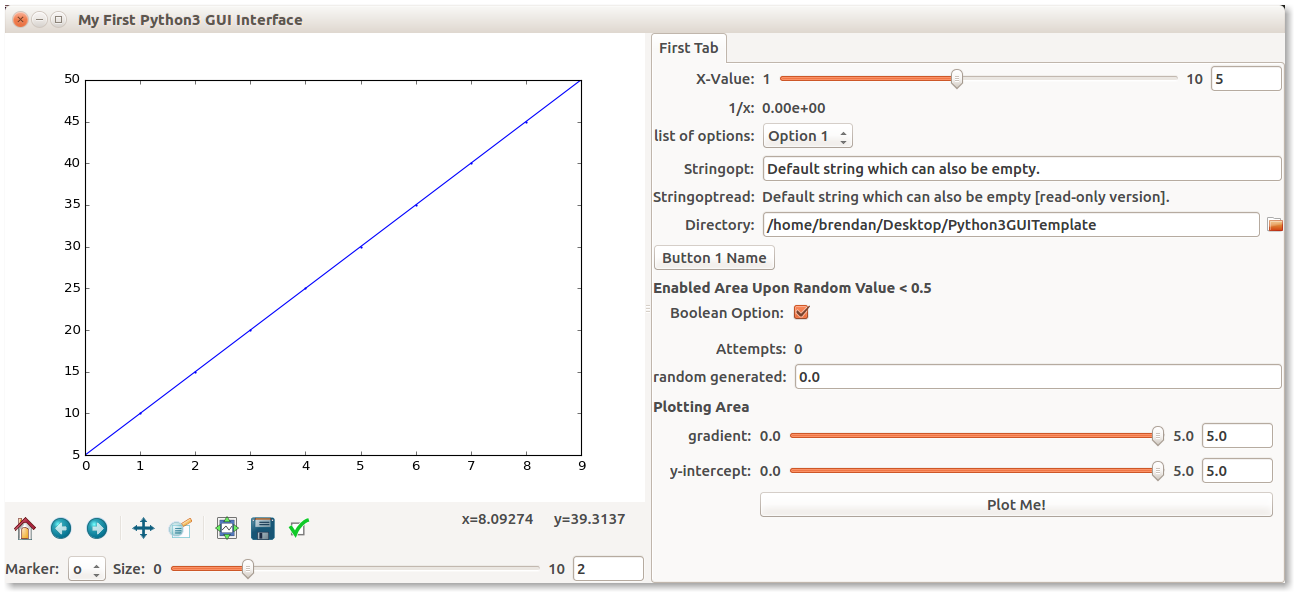 My First Python3 GUI Interface
50
45
40
35
30
25
20
15
10
5
0 1 2 3 4 5 6 7 8 9
x=8.09274 y=39.3137
Marker: o Size: 0 10 2
First Tab
X-Value: 1 10 5
1/x: 0.00e+00
list of options: Option 1
Stringopt: Default string which can also be empty.
Stringoptread: Default string which can also be empty [read-only version].
Directory: /home/brendan/Desktop/Python3GUITemplate
Button 1 Name
Enabled Area Upon Random Value < 0.5
Boolean Option:
Attempts: 0
random generated: 0.0
Plotting Area
gradient: 0.0 5.0 5.0
y-intercept: 0.0 5.0 5.0
Plot Me!